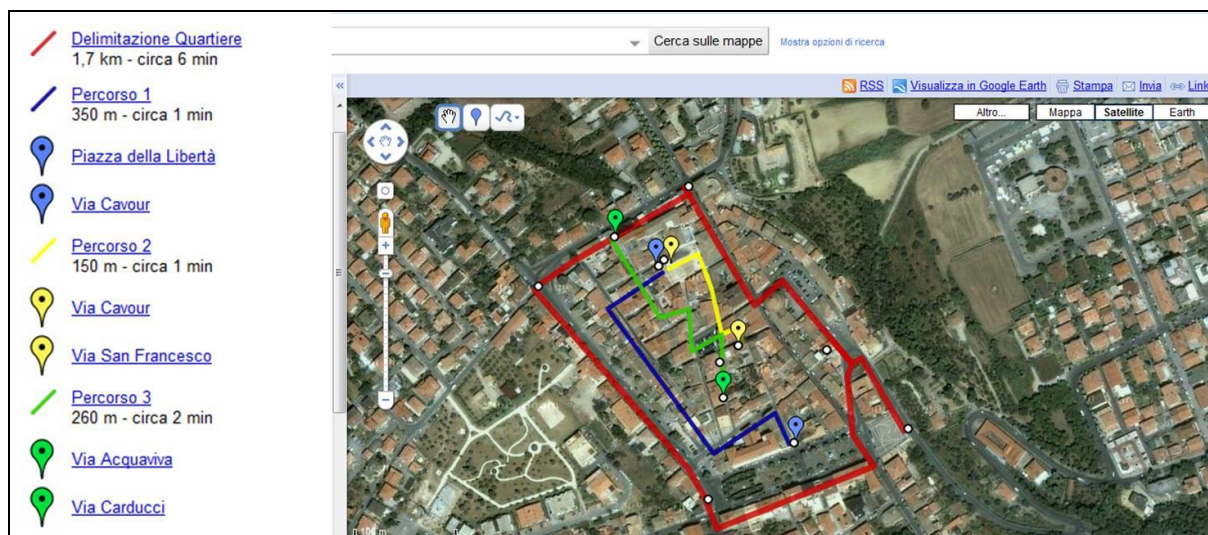 Delimitazione Quartiere
1,7 km - circa 6 min
Percorso 1
350 m - circa 1 min
Piazza della Libertà
Via Cavour
Percorso 2
150 m - circa 1 min
Via Cavour
Via San Francesco
Percorso 3
260 m - circa 2 min
Via Acquaviva
Via Carducci
Cerca sulle mappe
Mostra opzioni di ricerca
« RSS Visualizza in Google Earth Stampa Invia Link
Altro... Mappa Satellite Earth